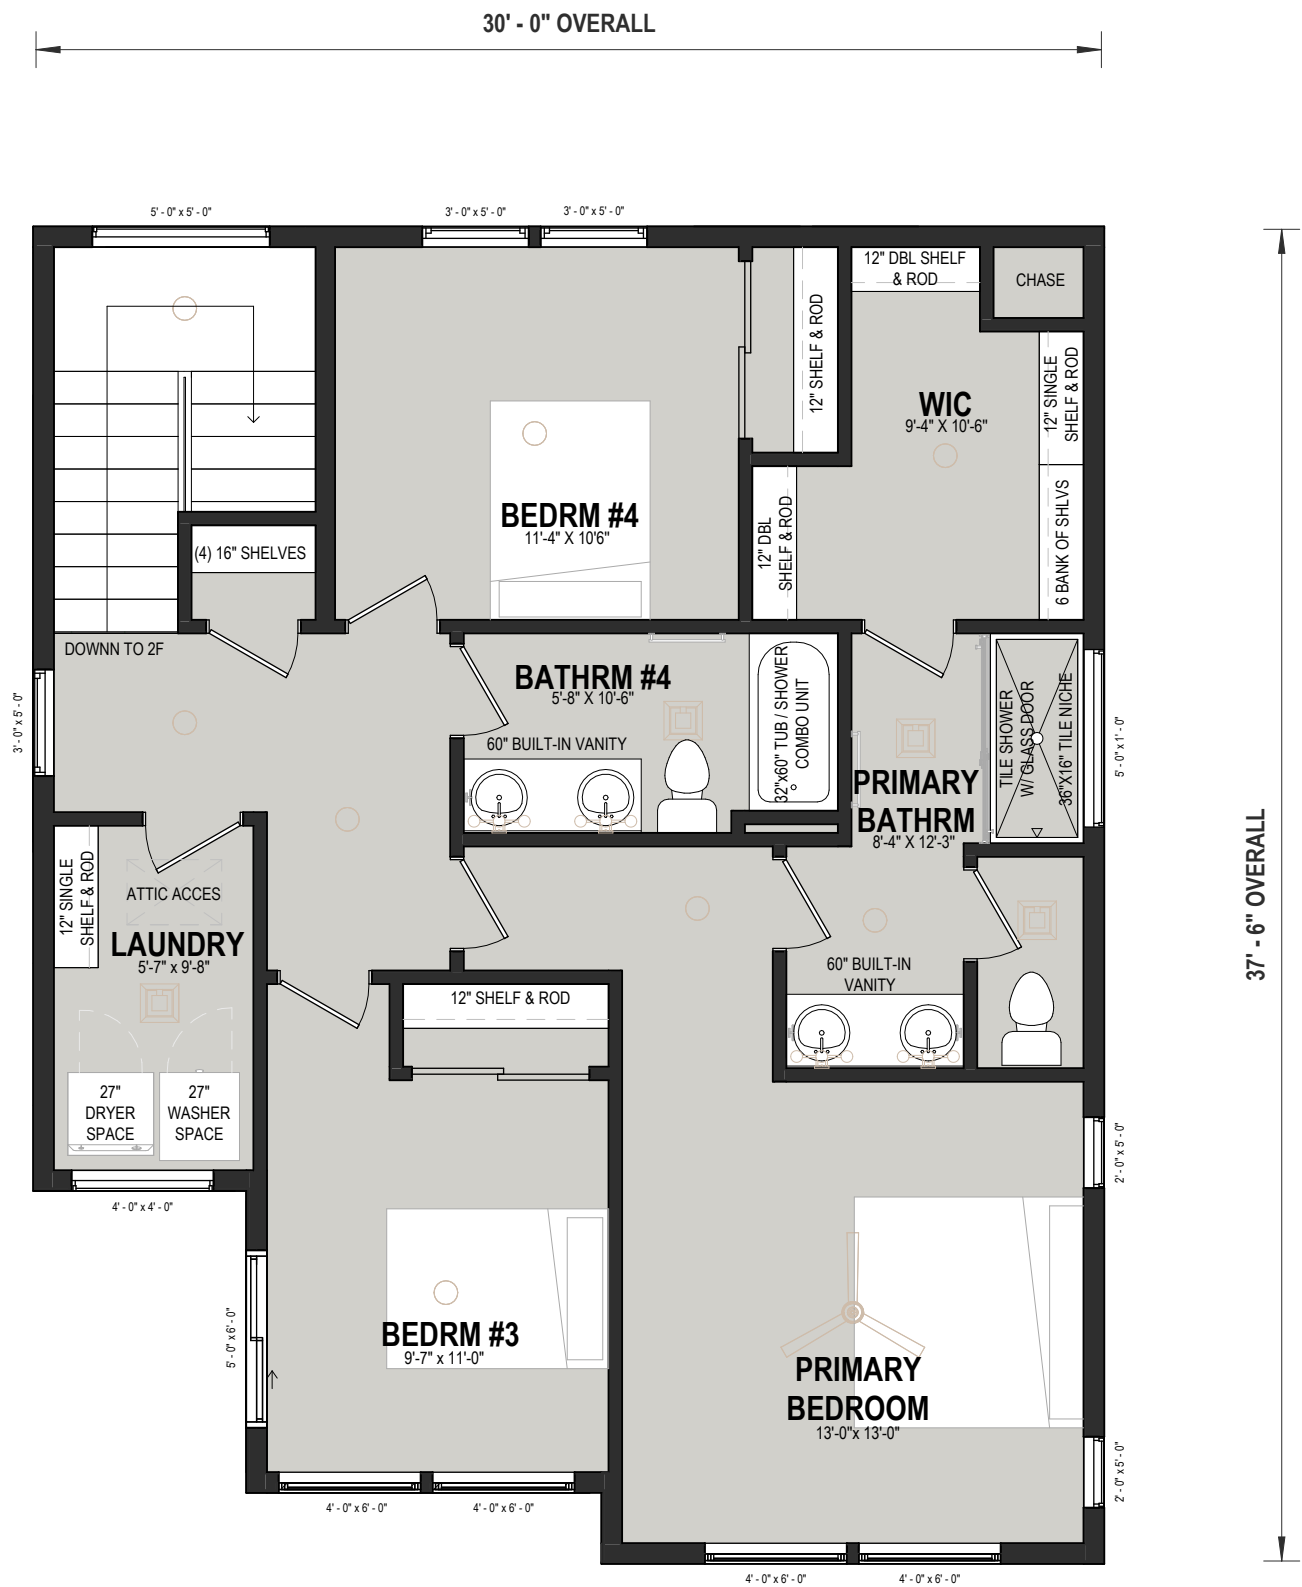 30' - 0" OVERALL
5' - 0" x 5' - 0"
3' - 0" x 5' - 0"
3' - 0" x 5' - 0"
12" DBL SHELF
& ROD
CHASE
12" SHELF & ROD
12" SINGLE
SHELF & ROD
WIC
9'-4" X 10'-6"
BEDRM #4
11'-4" X 10'6"
12" DBL
SHELF & ROD
6 BANK OF SHLVS
(4) 16" SHELVES
DOWNN TO 2F
3' - 0" x 5' - 0"
BATHRM #4
5'-8" X 10'-6"
60" BUILT-IN VANITY
32"x60" TUB / SHOWER
COMBO UNIT
TILE SHOWER
W/ GLASS DOOR
36"X16" TILE NICHE
5' - 0" x 1' - 0"
PRIMARY
BATHRM
8'-4" X 12'-3"
37' - 6" OVERALL
12" SINGLE
SHELF & ROD
ATTIC ACCES
LAUNDRY
5'-7" x 9'-8"
60" BUILT-IN
VANITY
12" SHELF & ROD
27"
DRYER
SPACE
27"
WASHER
SPACE
4' - 0" x 4' - 0"
2' - 0" x 5' - 0"
5' - 0" x 6' - 0"
BEDRM #3
9'-7" x 11'-0"
PRIMARY
BEDROOM
13'-0"x 13'-0"
2' - 0" x 5' - 0"
4' - 0" x 6' - 0"
4' - 0" x 6' - 0"
4' - 0" x 6' - 0"
4' - 0" x 6' - 0"